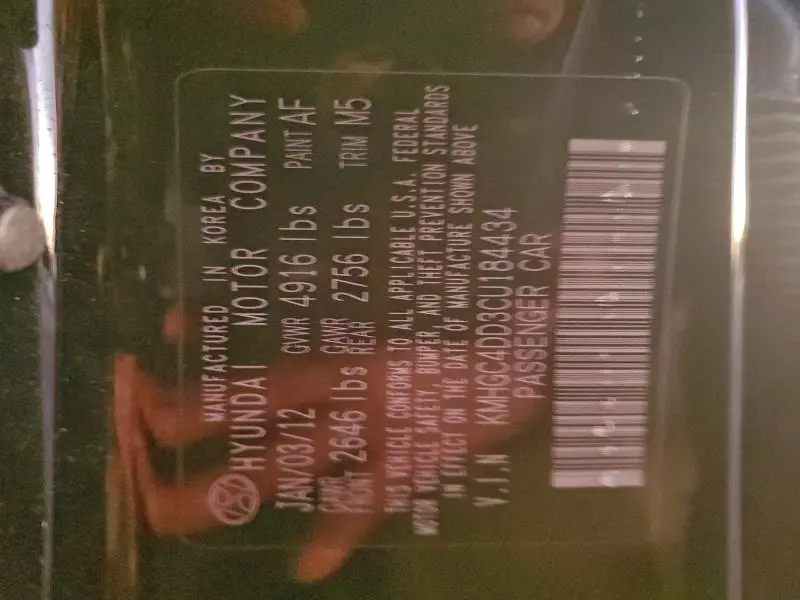 MANUFACTURED IN KOREA BY
HYUNDAI MOTOR COMPANY
JAN/03/12 GVWR 4916 lbs PAINT AF
GAWR FRONT 2646 lbs GAWR REAR 2756 lbs TRIM M5
THIS VEHICLE CONFORMS TO ALL APPLICABLE U.S.A. FEDERAL
MOTOR VEHICLE SAFETY, BUMPER, AND THEFT PREVENTION STANDARDS
IN EFFECT ON THE DATE OF MANUFACTURE SHOWN ABOVE
V.I.N KMHGC4DD3CU184434
PASSENGER CAR